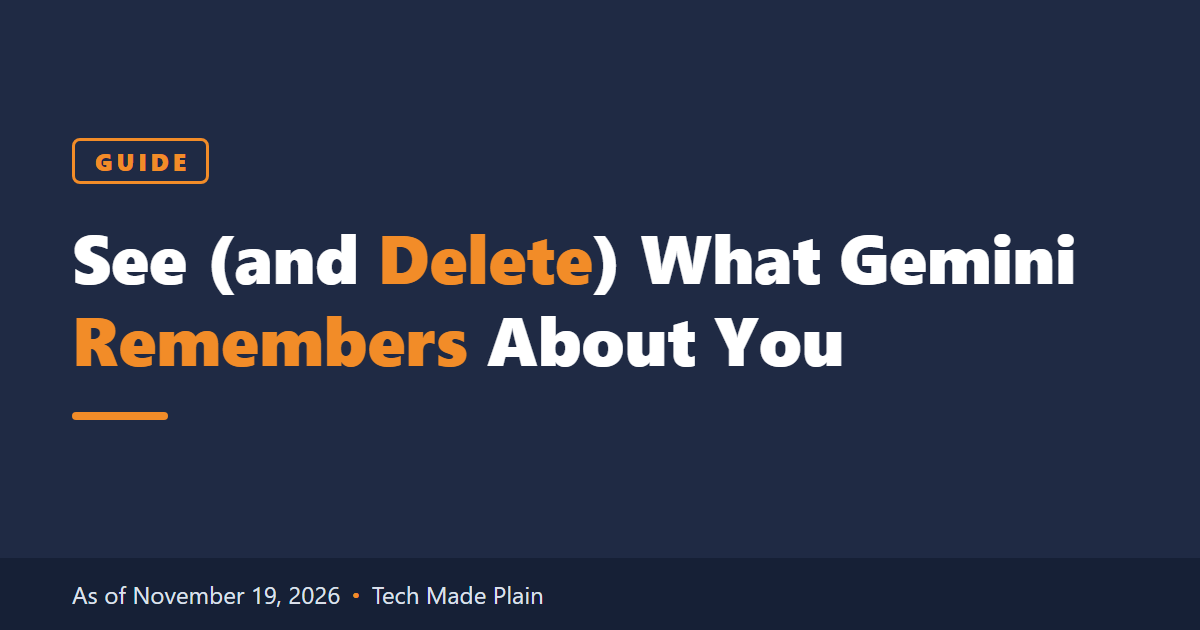 GUIDE
See (and Delete) What Gemini
Remembers About You
As of November 19, 2026 • Tech Made Plain